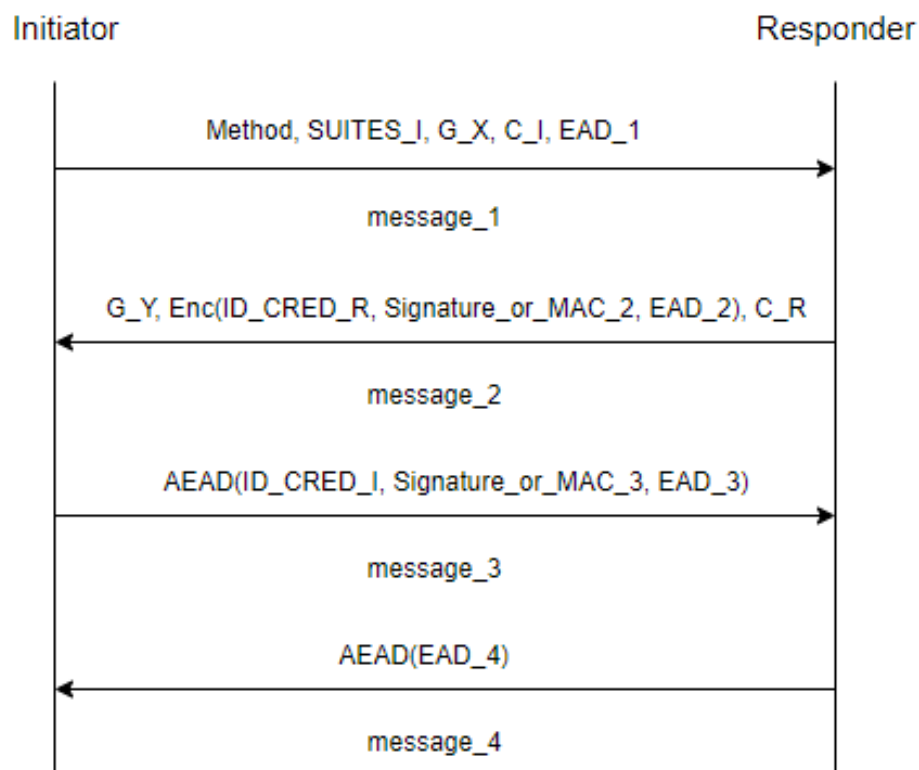 Initiator
Responder
Method, SUITES_I, G_X, C_I, EAD_1
message_1
G_Y, Enc(ID_CRED_R, Signature_or_MAC_2, EAD_2), C_R
message_2
AEAD(ID_CRED_I, Signature_or_MAC_3, EAD_3)
message_3
AEAD(EAD_4)
message_4